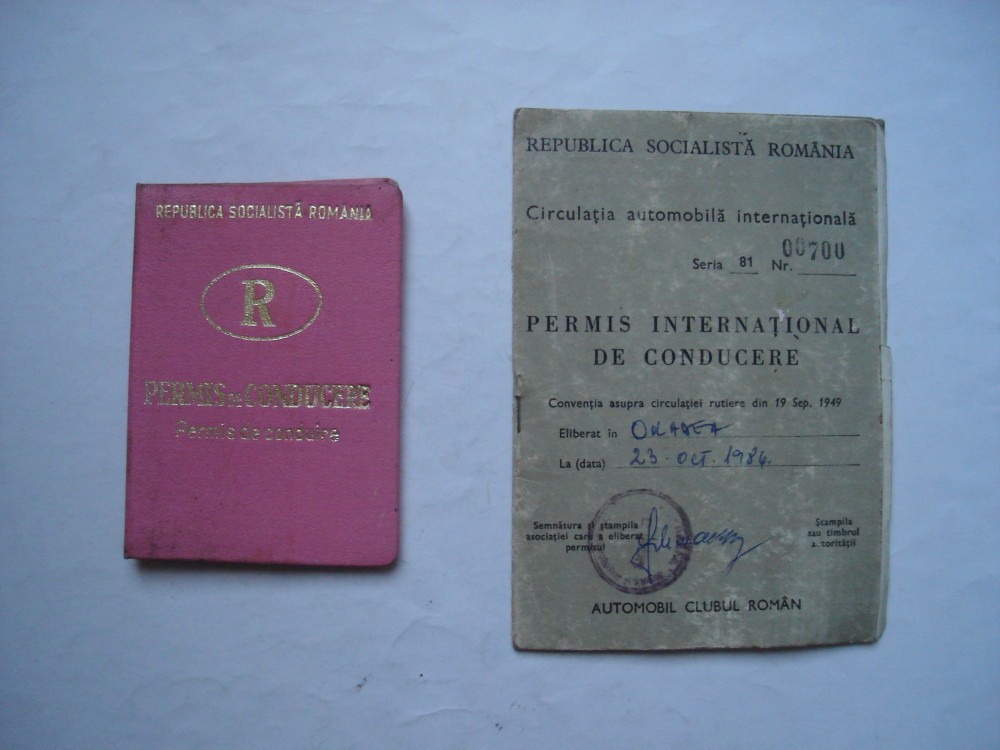 REPUBLICA SOCIALISTĂ ROMÂNIA
R
PERMIS DE CONDUCERE
Permis de conduire
REPUBLICA SOCIALISTĂ ROMÂNIA
Circulația automobilă internațională
Seria 81 Nr. 00700
PERMIS INTERNAȚIONAL
DE CONDUCERE
Convenția asupra circulației rutiere din 19 Sep. 1949
Eliberat în ORADEA
La (data) 23. OCT. 1984.
Semnătura și ștampila
asociației care a eliberat
permisul
Ștampila
sau timbrul
autorității
AUTOMOBIL CLUBUL ROMÂN